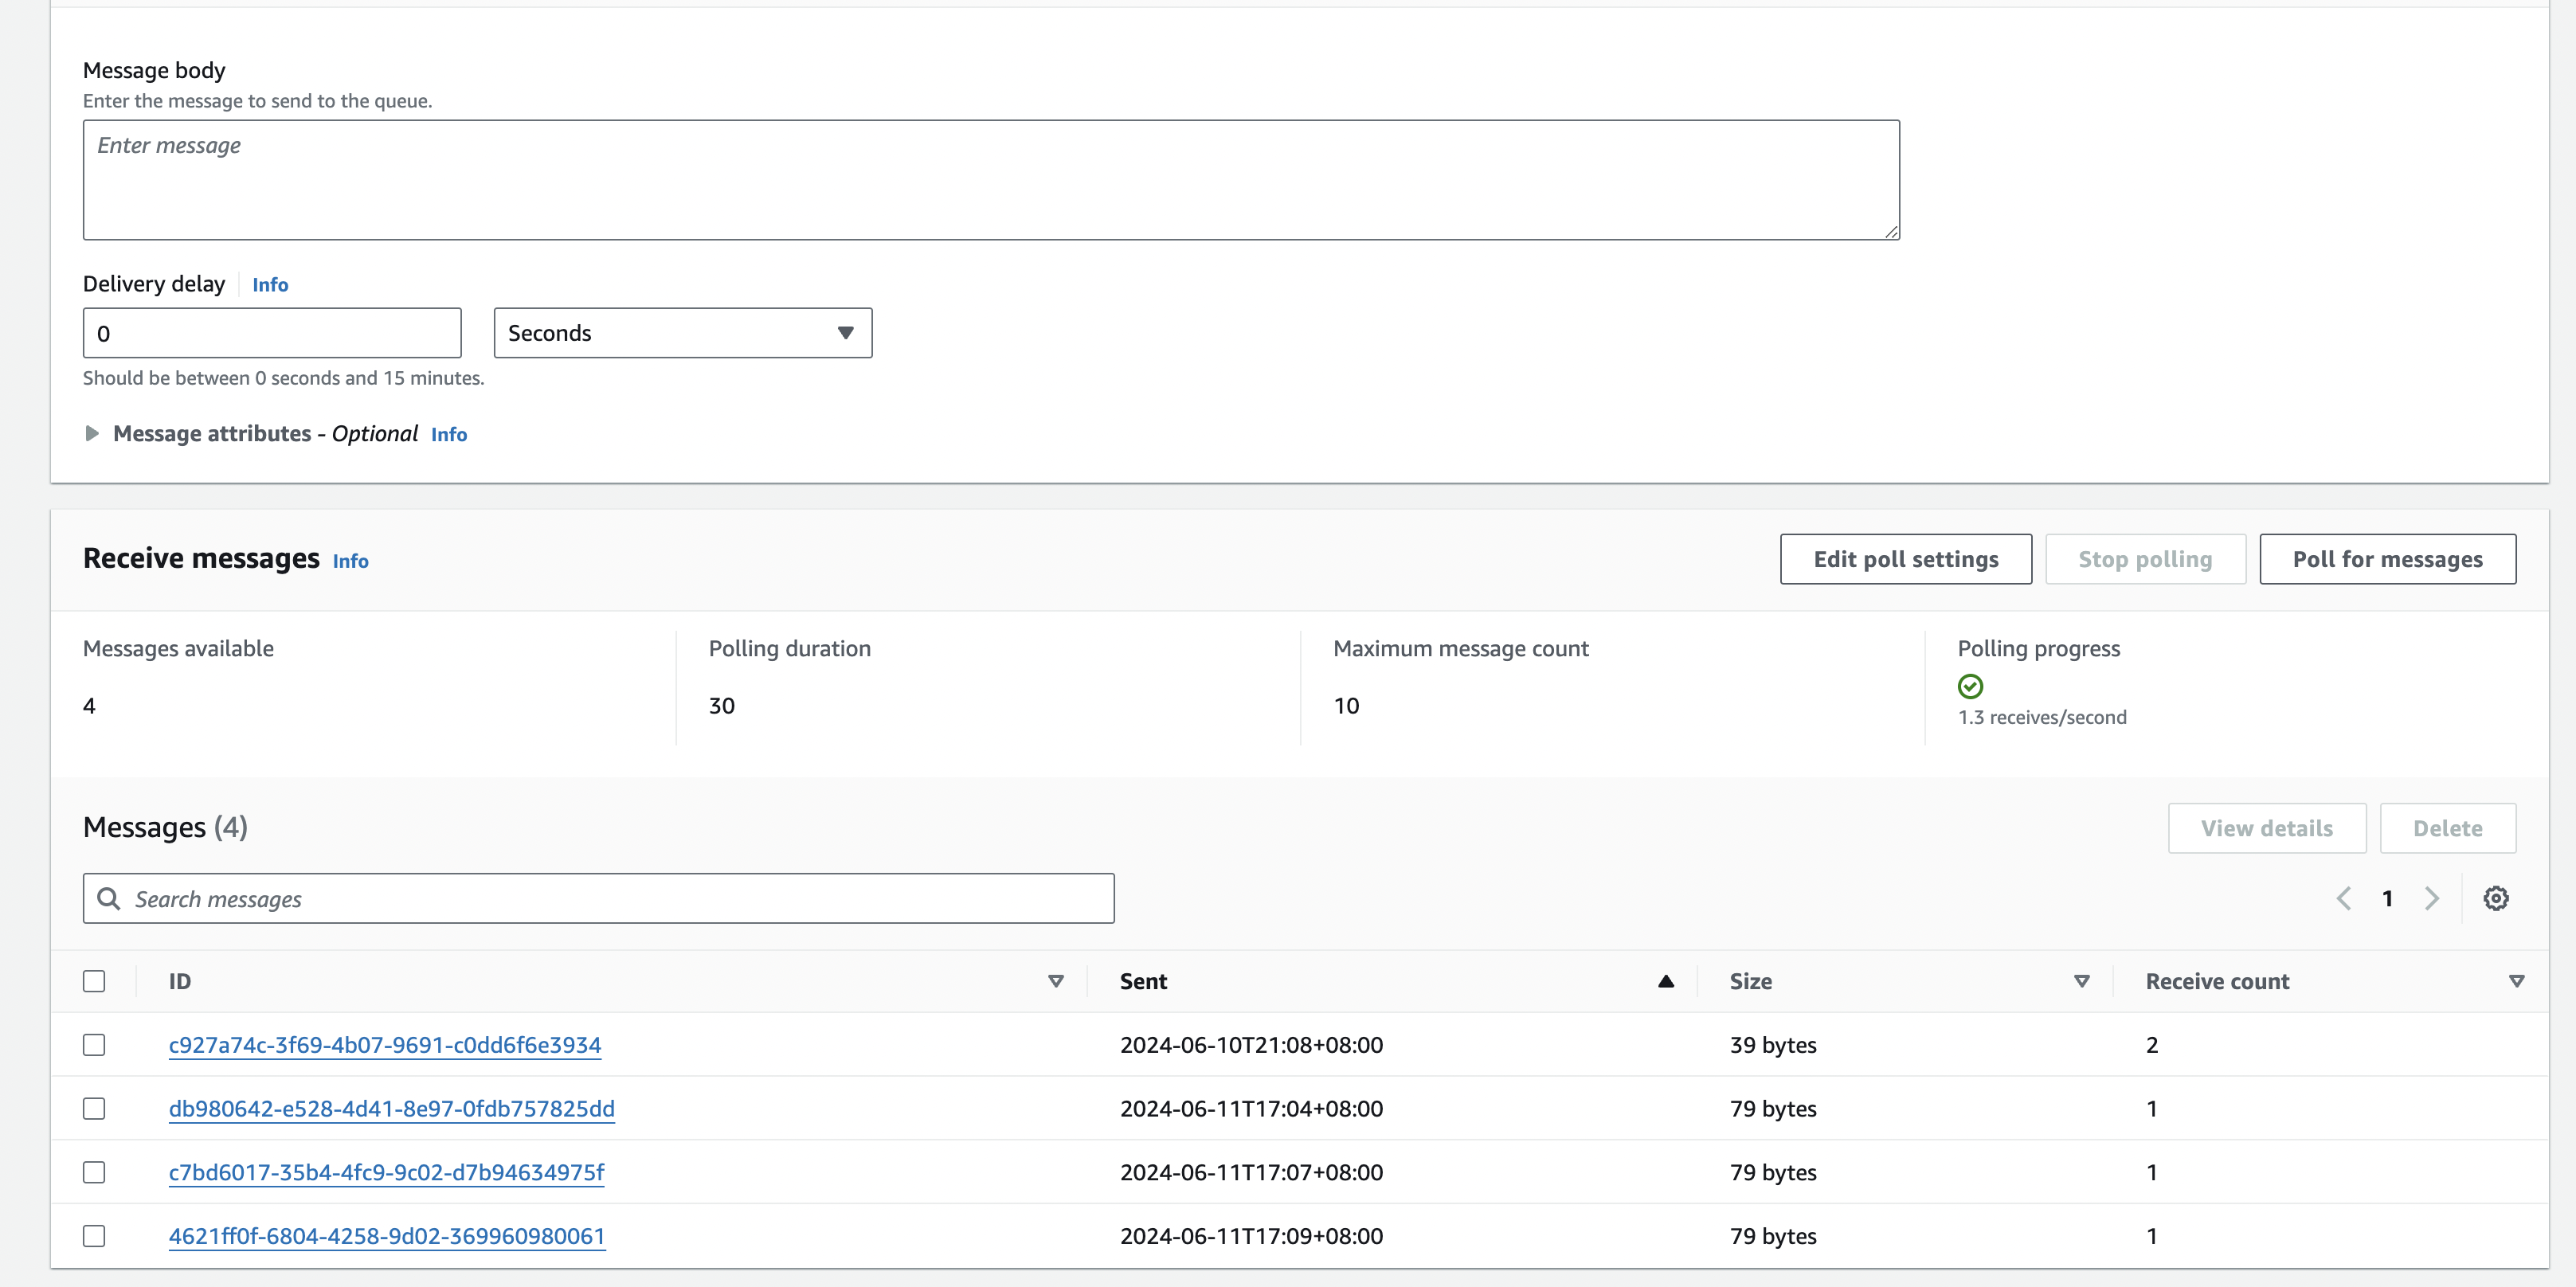 Message body
Enter the message to send to the queue.
Enter message
Delivery delay Info
0 Seconds
Should be between 0 seconds and 15 minutes.
Message attributes - Optional Info
Receive messages Info Edit poll settings Stop polling Poll for messages
Messages available Polling duration Maximum message count Polling progress
4 30 10
1.3 receives/second
Messages (4) View details Delete
Search messages 1
ID Sent Size Receive count
c927a74c-3f69-4b07-9691-c0dd6f6e3934 2024-06-10T21:08+08:00 39 bytes 2
db980642-e528-4d41-8e97-0fdb757825dd 2024-06-11T17:04+08:00 79 bytes 1
c7bd6017-35b4-4fc9-9c02-d7b94634975f 2024-06-11T17:07+08:00 79 bytes 1
4621ff0f-6804-4258-9d02-369960980061 2024-06-11T17:09+08:00 79 bytes 1